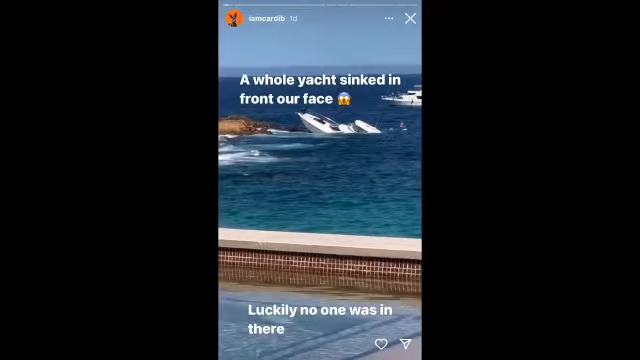 iamcardib 1d
A whole yacht sinked in
front our face 😱
Luckily no one was in
there